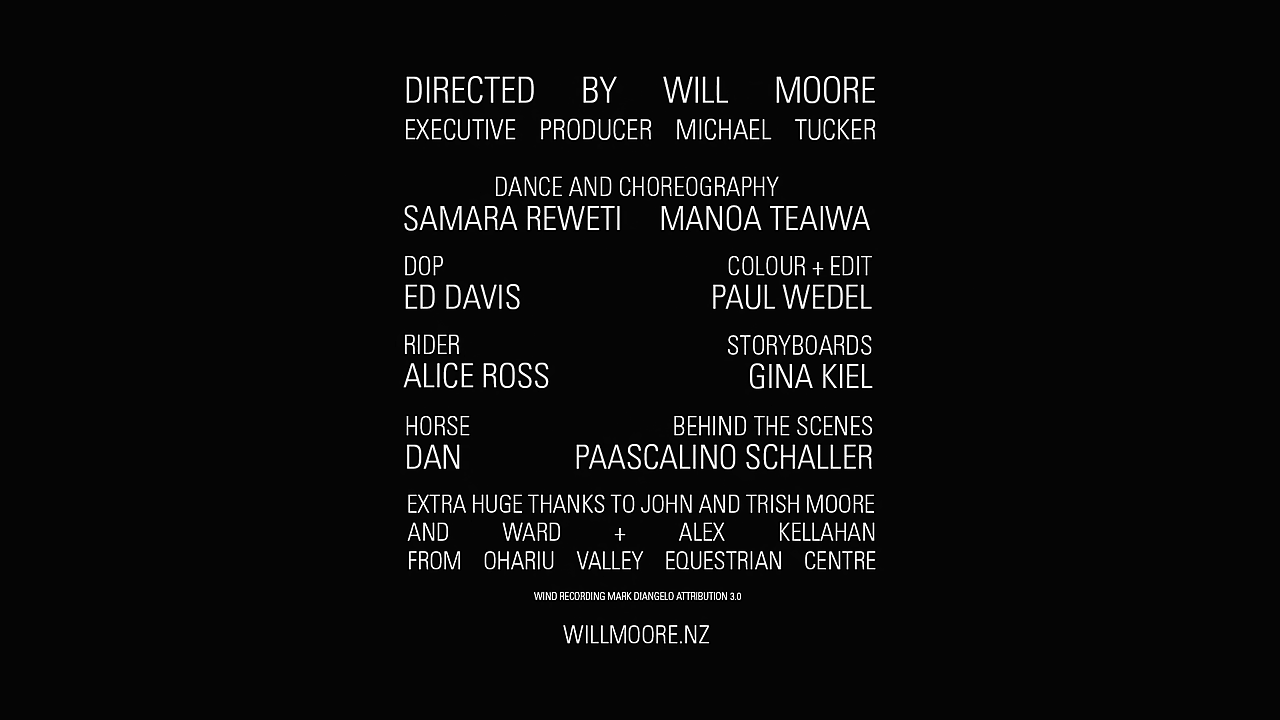 DIRECTED BY WILL MOORE
EXECUTIVE PRODUCER MICHAEL TUCKER
DANCE AND CHOREOGRAPHY
SAMARA REWETI MANOA TEAIWA
DOP COLOUR + EDIT
ED DAVIS PAUL WEDEL
RIDER STORYBOARDS
ALICE ROSS GINA KIEL
HORSE BEHIND THE SCENES
DAN PAASCALINO SCHALLER
EXTRA HUGE THANKS TO JOHN AND TRISH MOORE
AND WARD + ALEX KELLAHAN
FROM OHARIU VALLEY EQUESTRIAN CENTRE
WIND RECORDING MARK DIANGELO ATTRIBUTION 3.0
WILLMOORE.NZ